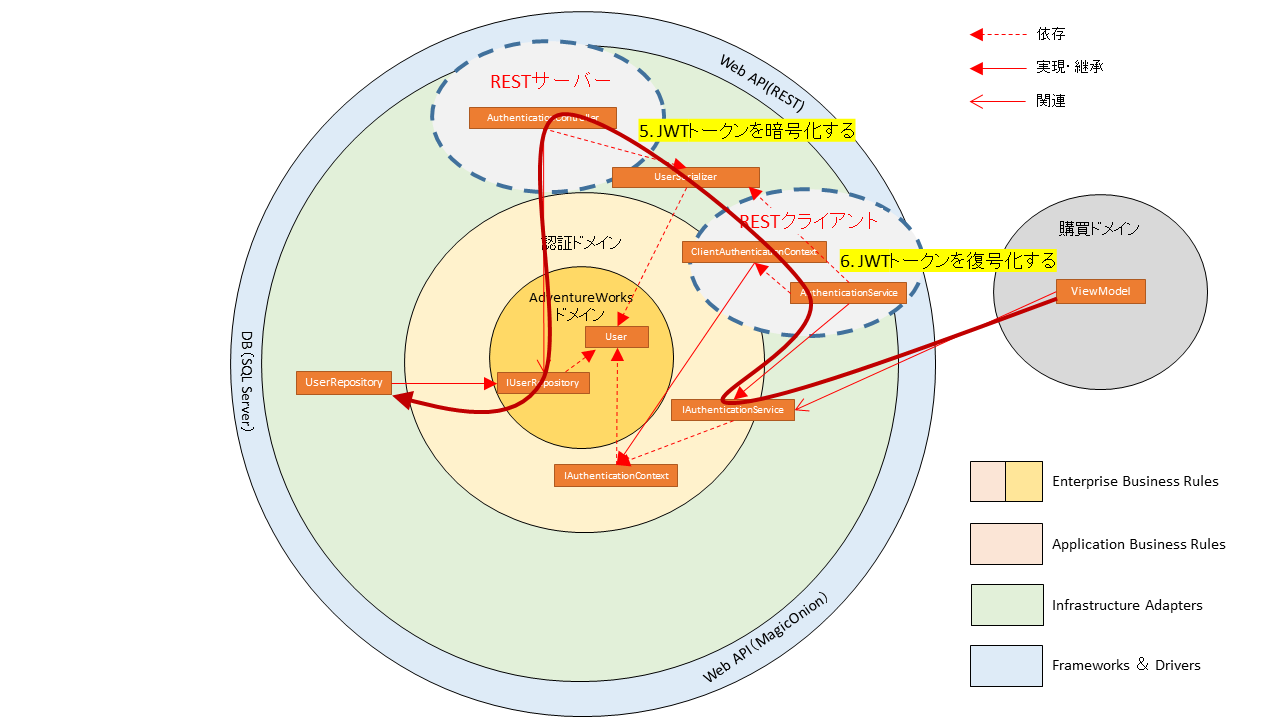 依存
実現・継承
関連
Web API(REST)
RESTサーバー
AuthenticationController
5. JWTトークンを暗号化する
UserSerializer
RESTクライアント
ClientAuthenticationContext
6. JWTトークンを復号化する
AuthenticationService
購買ドメイン
ViewModel
認証ドメイン
AdventureWorks
ドメイン
User
UserRepository
IUserRepository
IAuthenticationService
IAuthenticationContext
DB（SQL Server）
Web API（MagicOnion）
Enterprise Business Rules
Application Business Rules
Infrastructure Adapters
Frameworks ＆ Drivers